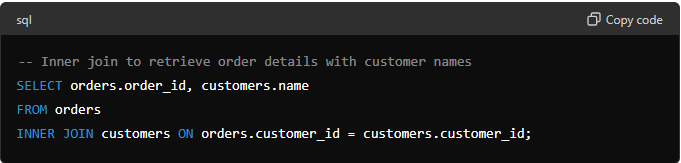 sql
Copy code
-- Inner join to retrieve order details with customer names
SELECT orders.order_id, customers.name
FROM orders
INNER JOIN customers ON orders.customer_id = customers.customer_id;